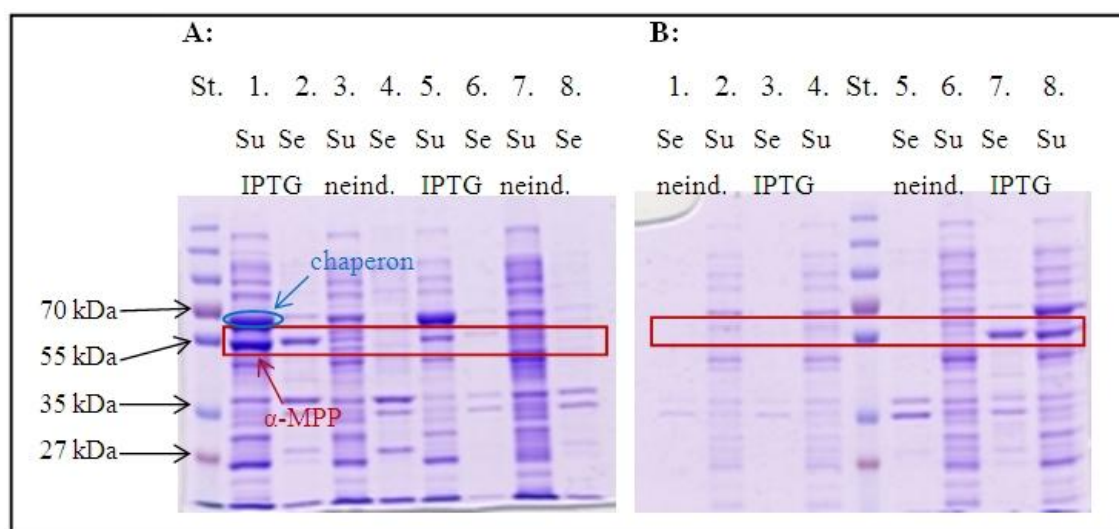 A: B:
St. 1. 2. 3. 4. 5. 6. 7. 8. 1. 2. 3. 4. St. 5. 6. 7. 8.
Su Se Su Se Su Se Su Se Se Su Se Su Se Su Se Su
IPTG neind. IPTG neind. neind. IPTG neind. IPTG
chaperon
70 kDa
55 kDa
α-MPP
35 kDa
27 kDa